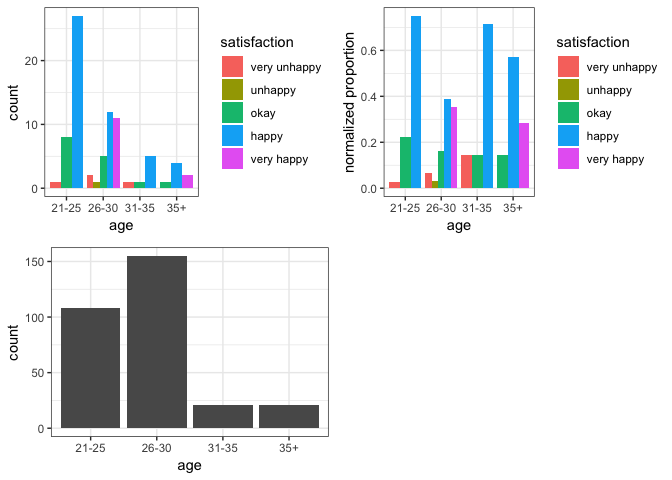 satisfaction
very unhappy
unhappy
okay
happy
very happy
count
20
10
0
21-25 26-30 31-35 35+
age
satisfaction
very unhappy
unhappy
okay
happy
very happy
normalized proportion
0.6
0.4
0.2
0.0
21-25 26-30 31-35 35+
age
count
150
100
50
0
21-25 26-30 31-35 35+
age